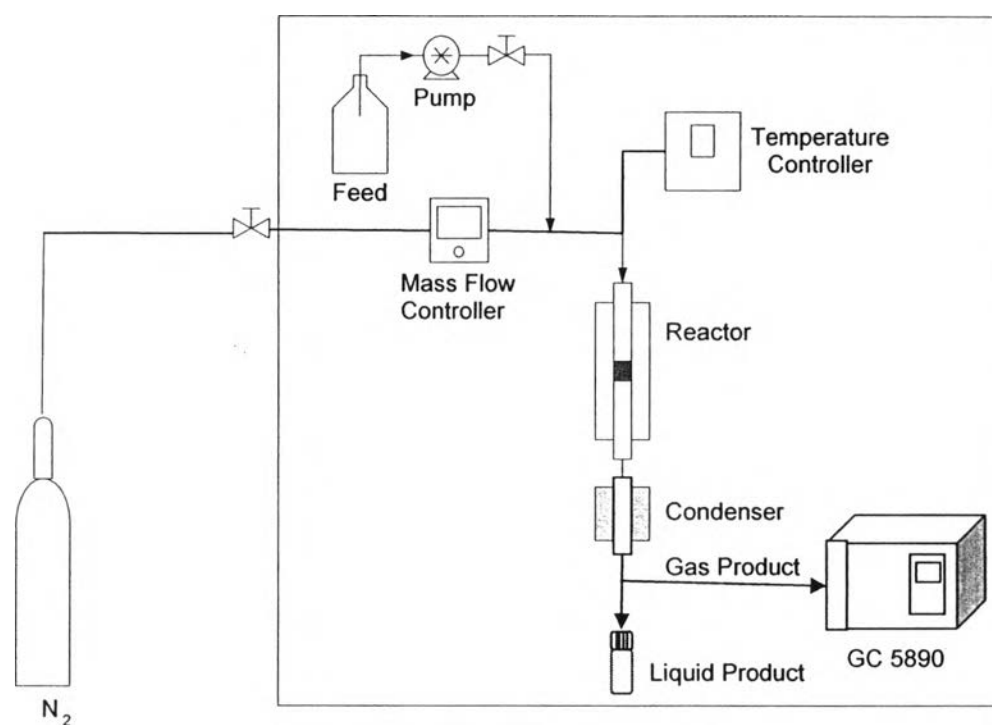 Pump
Feed
Temperature
Controller
Mass Flow
Controller
Reactor
Condenser
Gas Product
Liquid Product
GC 5890
N₂